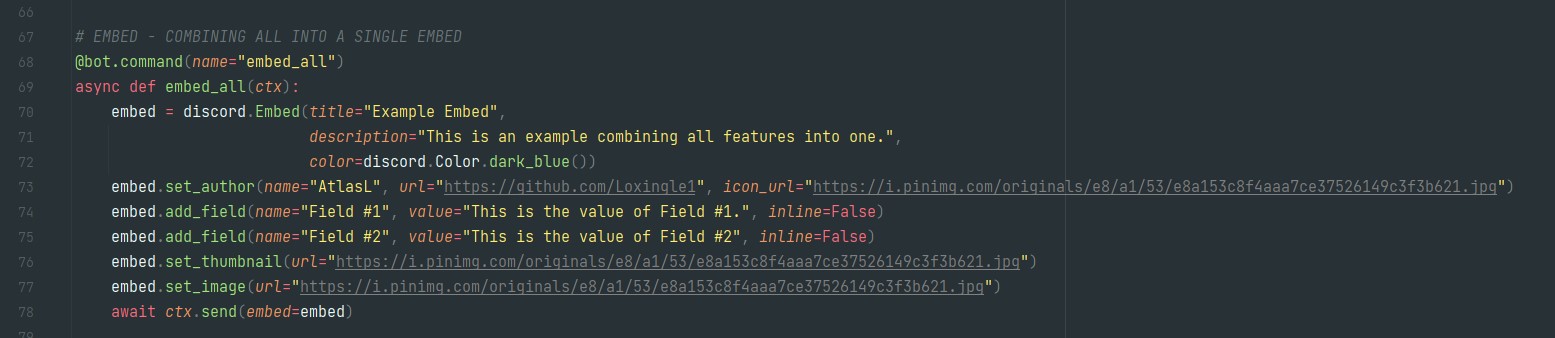 66
67 # EMBED - COMBINING ALL INTO A SINGLE EMBED
68 @bot.command(name="embed_all")
69 async def embed_all(ctx):
70     embed = discord.Embed(title="Example Embed",
71                           description="This is an example combining all features into one.",
72                           color=discord.Color.dark_blue())
73     embed.set_author(name="AtlasL", url="https://github.com/Loxingle1", icon_url="https://i.pinimg.com/originals/e8/a1/53/e8a153c8f4aaa7ce37526149c3f3b621.jpg")
74     embed.add_field(name="Field #1", value="This is the value of Field #1.", inline=False)
75     embed.add_field(name="Field #2", value="This is the value of Field #2", inline=False)
76     embed.set_thumbnail(url="https://i.pinimg.com/originals/e8/a1/53/e8a153c8f4aaa7ce37526149c3f3b621.jpg")
77     embed.set_image(url="https://i.pinimg.com/originals/e8/a1/53/e8a153c8f4aaa7ce37526149c3f3b621.jpg")
78     await ctx.send(embed=embed)
79